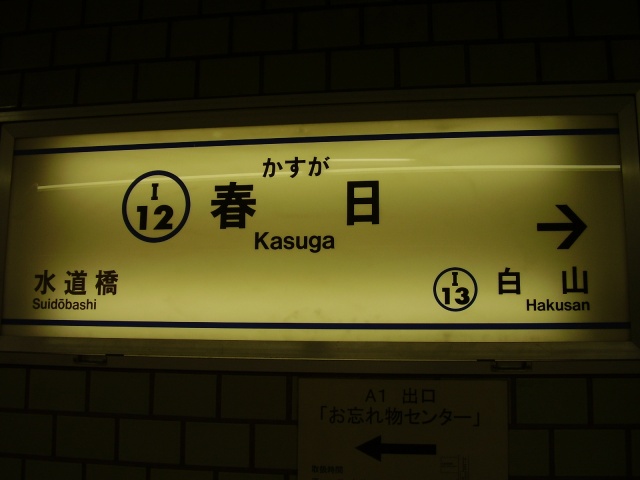 かすが
I
12
春日
Kasuga
水道橋
Suidōbashi
I
13
白山
Hakusan
A1 出口
「お忘れ物センター」